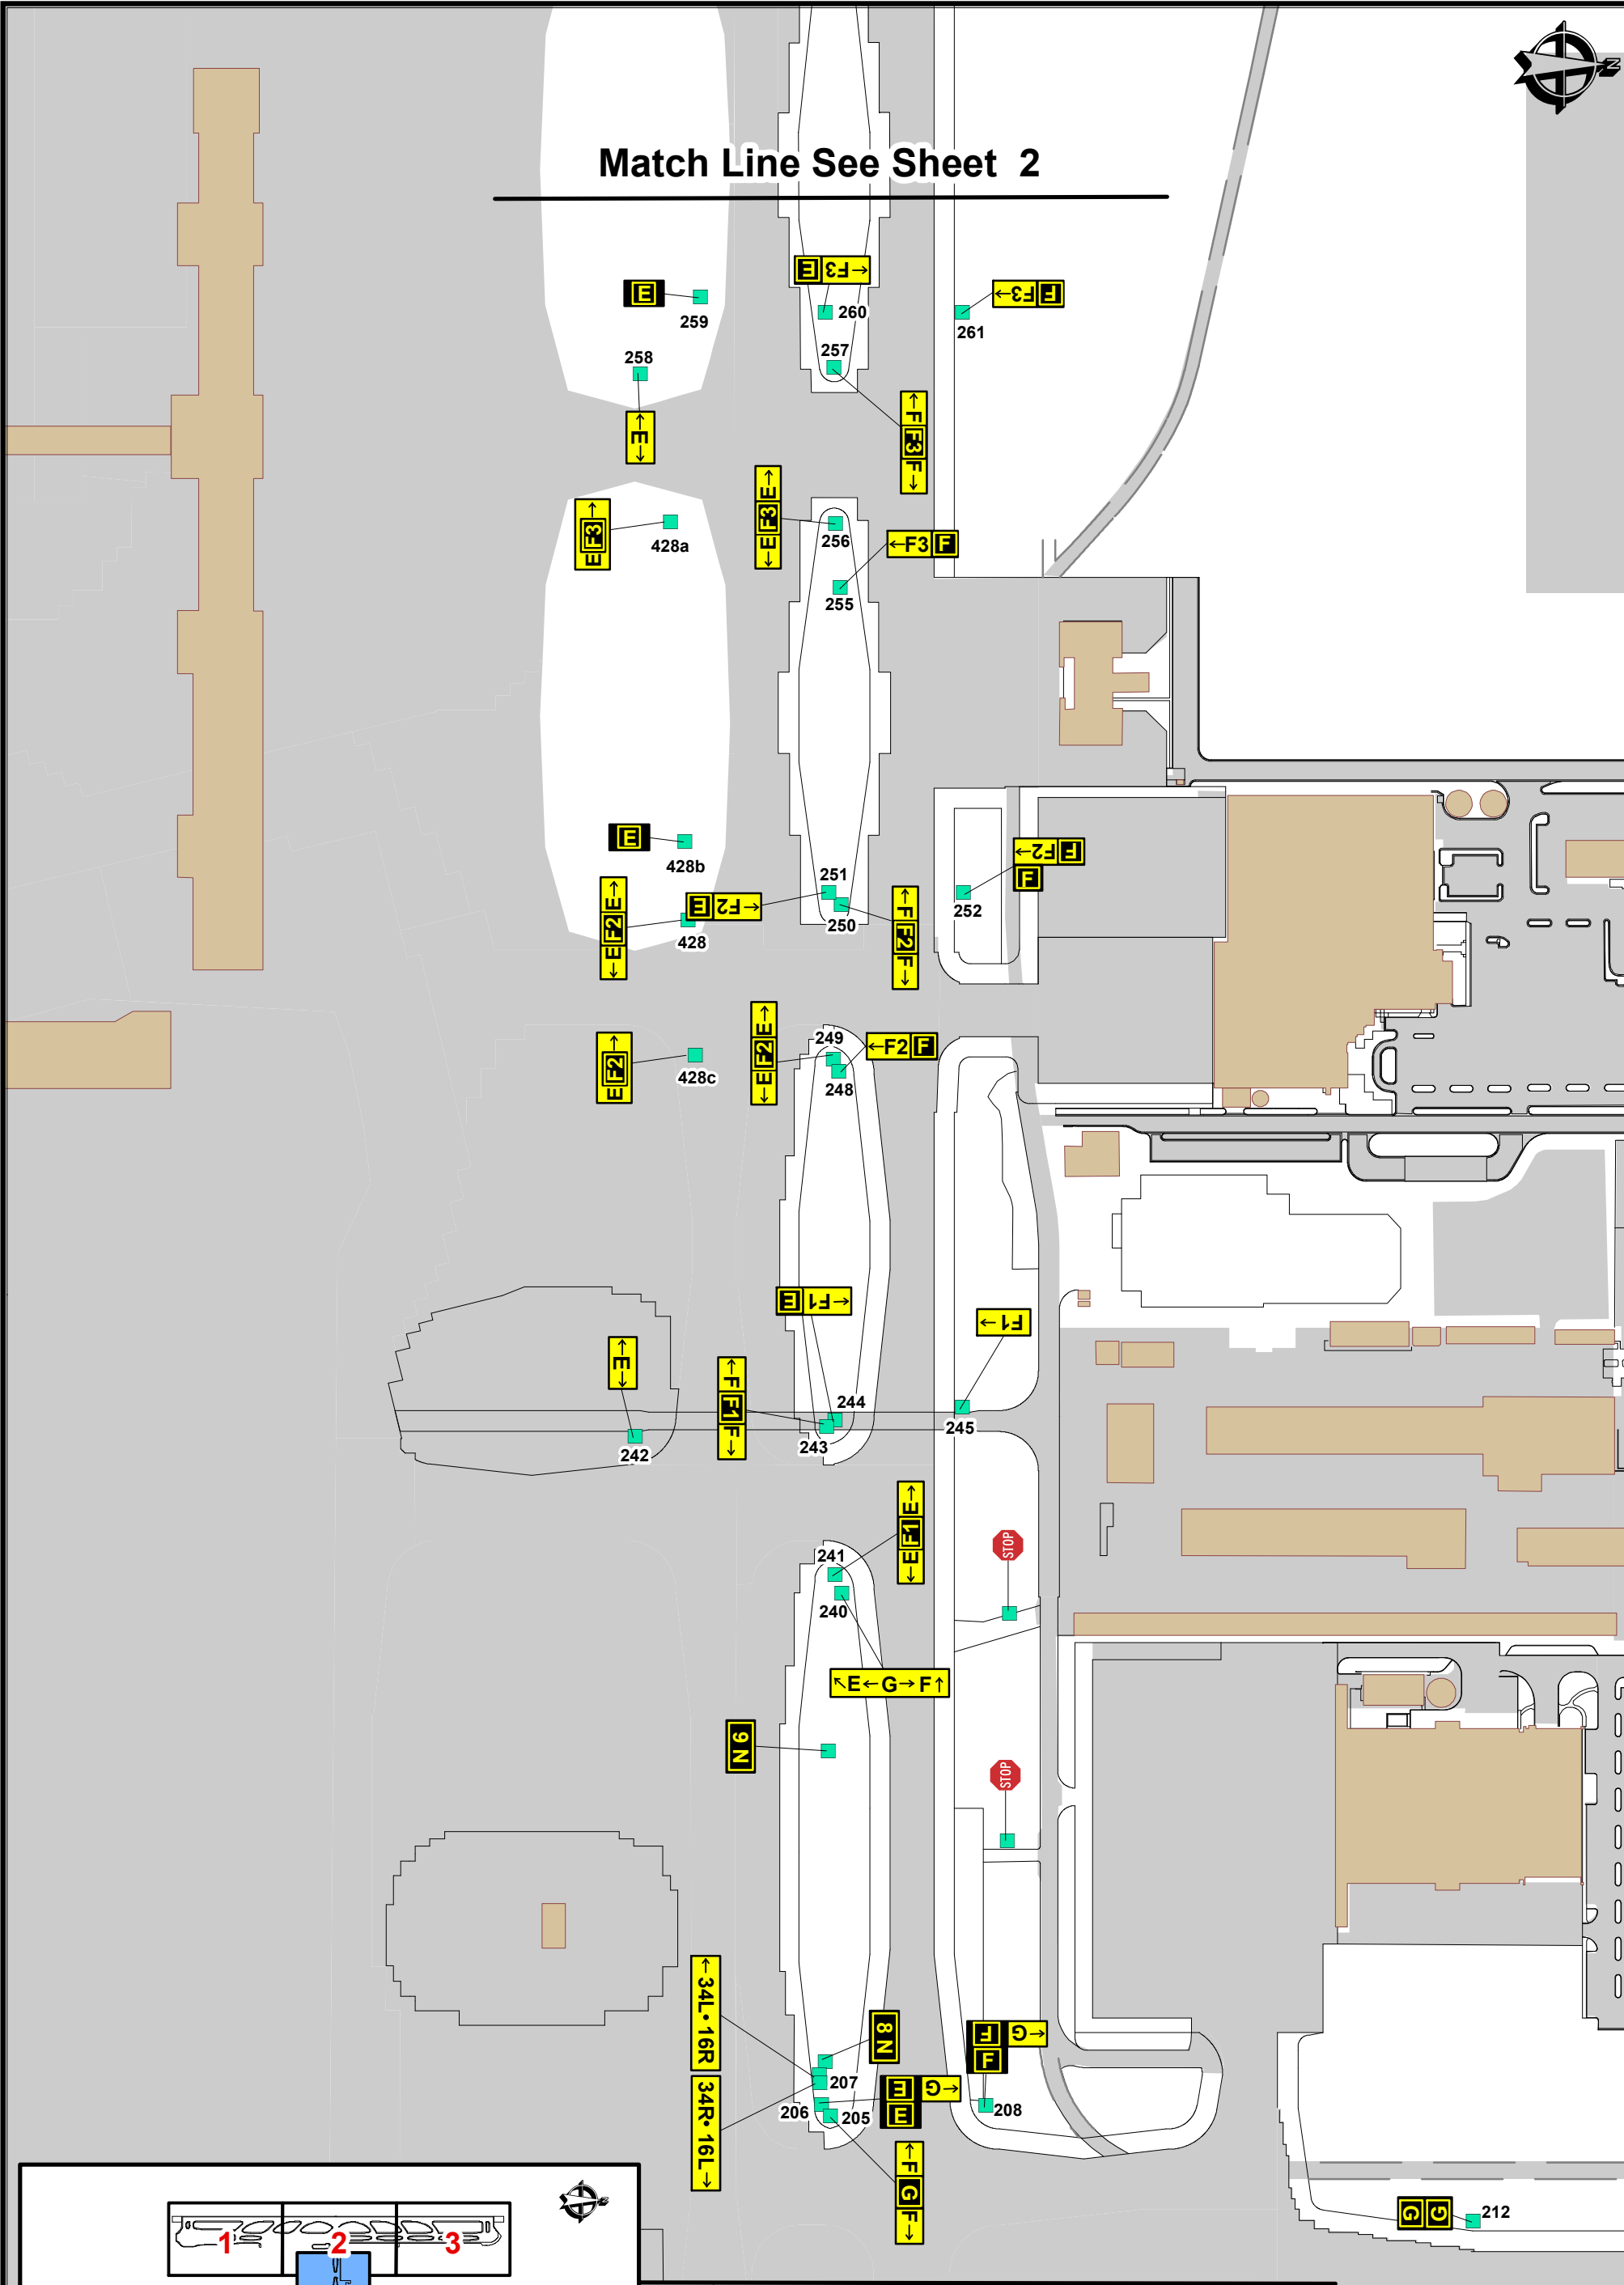 N
Match Line See Sheet 2
E F3→
E
259
260
261
←F3 F
258
257
←E→
←F F3 F→
←E F3 E→
E F3→
428a
256
←F3 F
255
E
428b
←F2 F
F
251
252
←E F2 E→
E F2→
428
250
←F F2 F→
←E F2 E→
249
←F2 F
E F2→
428c
248
E F1→
←F1→
←E→
←F F1 F→
244
245
243
242
←E F1 E→
STOP
241
240
↖E←G→F↑
N 9
STOP
←34L•16R
8 N
F G→
F
207
34R•16L→
E G→
E
206
205
208
←F G F→
G G
212
1
2
3